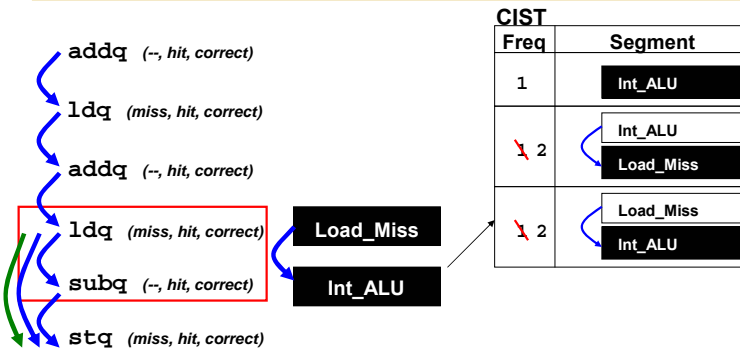 addq (--, hit, correct)
ldq (miss, hit, correct)
addq (--, hit, correct)
ldq (miss, hit, correct)
subq (--, hit, correct)
stq (miss, hit, correct)
Load_Miss
Int_ALU
CIST
Freq Segment
1 Int_ALU
Int_ALU
1 2
Load_Miss
Load_Miss
1 2
Int_ALU